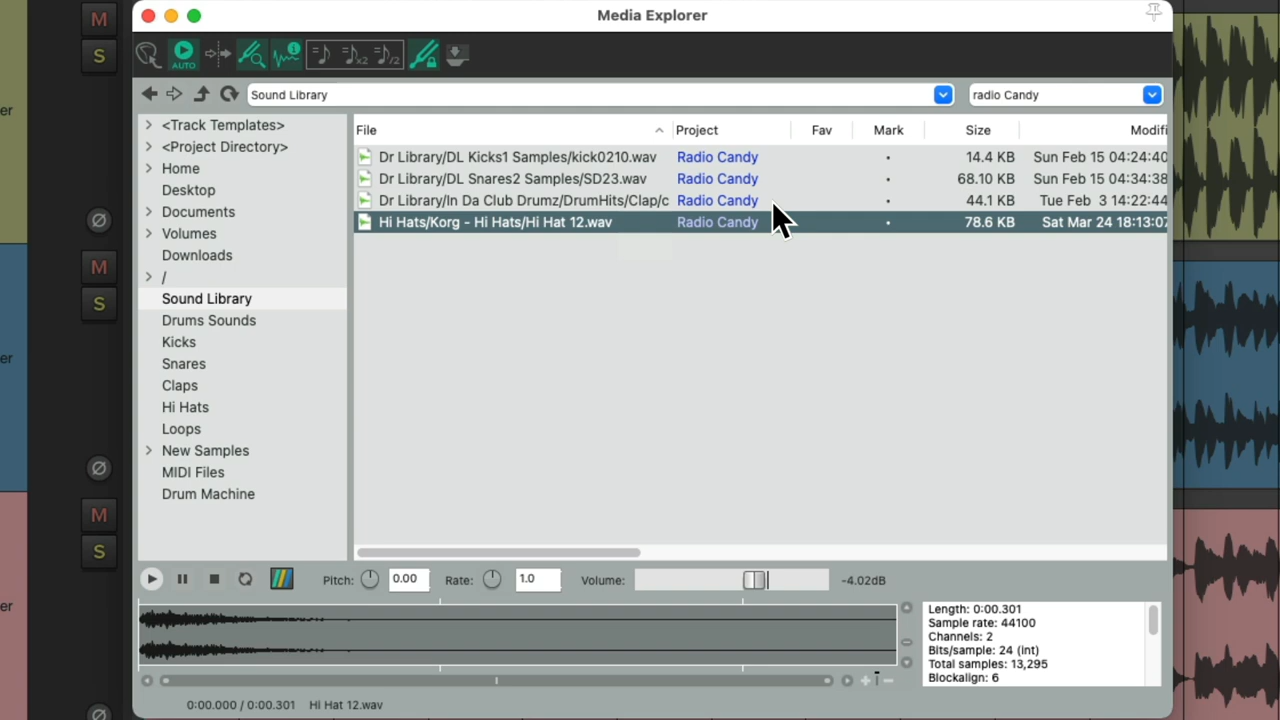 Media Explorer
M
S
AUTO
x2
/2
Sound Library
radio Candy
er
<Track Templates>
<Project Directory>
Home
Desktop
Documents
Volumes
Downloads
/
Sound Library
Drums Sounds
Kicks
Snares
Claps
Hi Hats
Loops
New Samples
MIDI Files
Drum Machine
File Project Fav Mark Size Modifi
Dr Library/DL Kicks1 Samples/kick0210.wav Radio Candy 14.4 KB Sun Feb 15 04:24:40
Dr Library/DL Snares2 Samples/SD23.wav Radio Candy 68.10 KB Sun Feb 15 04:34:38
Dr Library/In Da Club Drumz/DrumHits/Clap/c Radio Candy 44.1 KB Tue Feb 3 14:22:44
Hi Hats/Korg - Hi Hats/Hi Hat 12.wav Radio Candy 78.6 KB Sat Mar 24 18:13:07
M
S
er
M
S
er
Pitch: 0.00 Rate: 1.0 Volume: -4.02dB
Length: 0:00.301
Sample rate: 44100
Channels: 2
Bits/sample: 24 (int)
Total samples: 13,295
Blockalign: 6
0:00.000 / 0:00.301 Hi Hat 12.wav